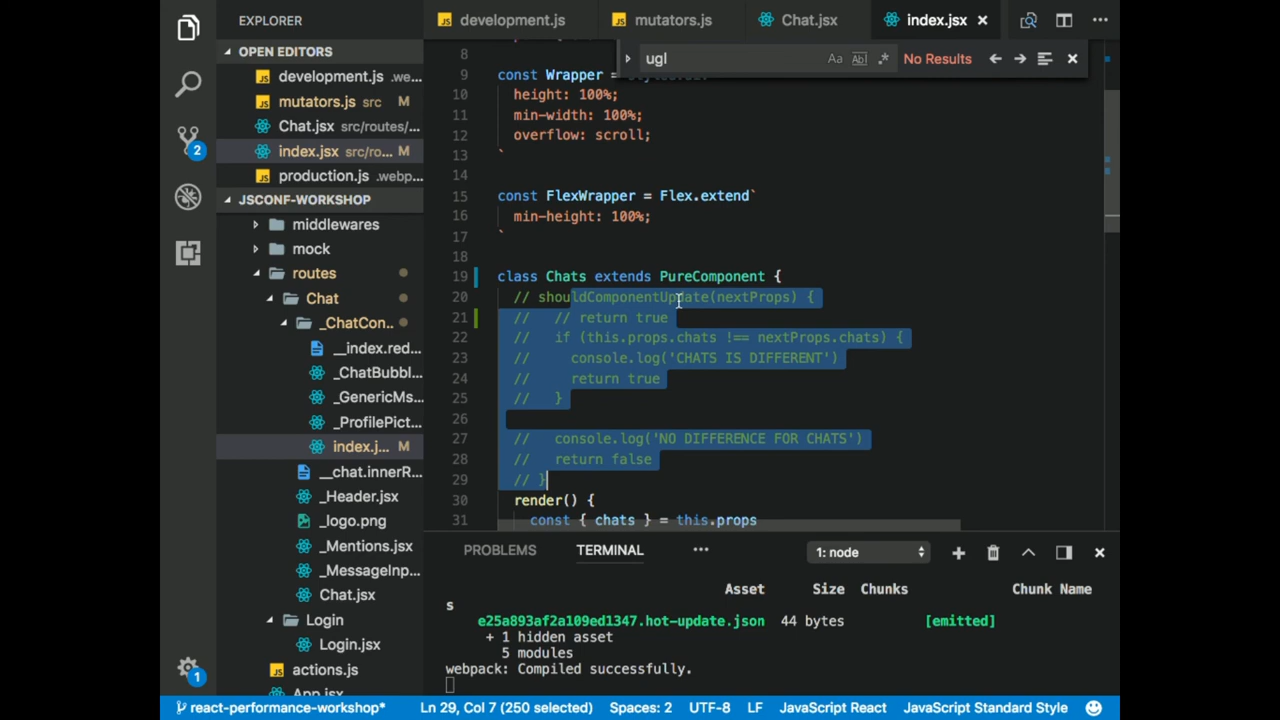 EXPLORER
OPEN EDITORS
development.js .we...
mutators.js src M
Chat.jsx src/routes/...
index.jsx src/ro... M
production.js .webp...
JSCONF-WORKSHOP
middlewares
mock
routes
Chat
_ChatCon...
__index.red...
_ChatBubbl...
_GenericMs...
_ProfilePict...
index.j... M
__chat.innerR...
_Header.jsx
_logo.png
_Mentions.jsx
_MessageInp...
Chat.jsx
Login
Login.jsx
actions.js
App.jsx
2
1
development.js mutators.js Chat.jsx index.jsx
ugl Aa Abl .* No Results
8
9 const Wrapper =
10 height: 100%;
11 min-width: 100%;
12 overflow: scroll;
13 `
14
15 const FlexWrapper = Flex.extend`
16 min-height: 100%;
17 `
18
19 class Chats extends PureComponent {
20 // shouldComponentUpdate(nextProps) {
21 // // return true
22 // if (this.props.chats !== nextProps.chats) {
23 // console.log('CHATS IS DIFFERENT')
24 // return true
25 // }
26
27 // console.log('NO DIFFERENCE FOR CHATS')
28 // return false
29 // }
30 render() {
31 const { chats } = this.props
PROBLEMS TERMINAL ... 1: node
Asset Size Chunks Chunk Name
s
e25a893af2a109ed1347.hot-update.json 44 bytes [emitted]
+ 1 hidden asset
5 modules
webpack: Compiled successfully.
react-performance-workshop* Ln 29, Col 7 (250 selected) Spaces: 2 UTF-8 LF JavaScript React JavaScript Standard Style